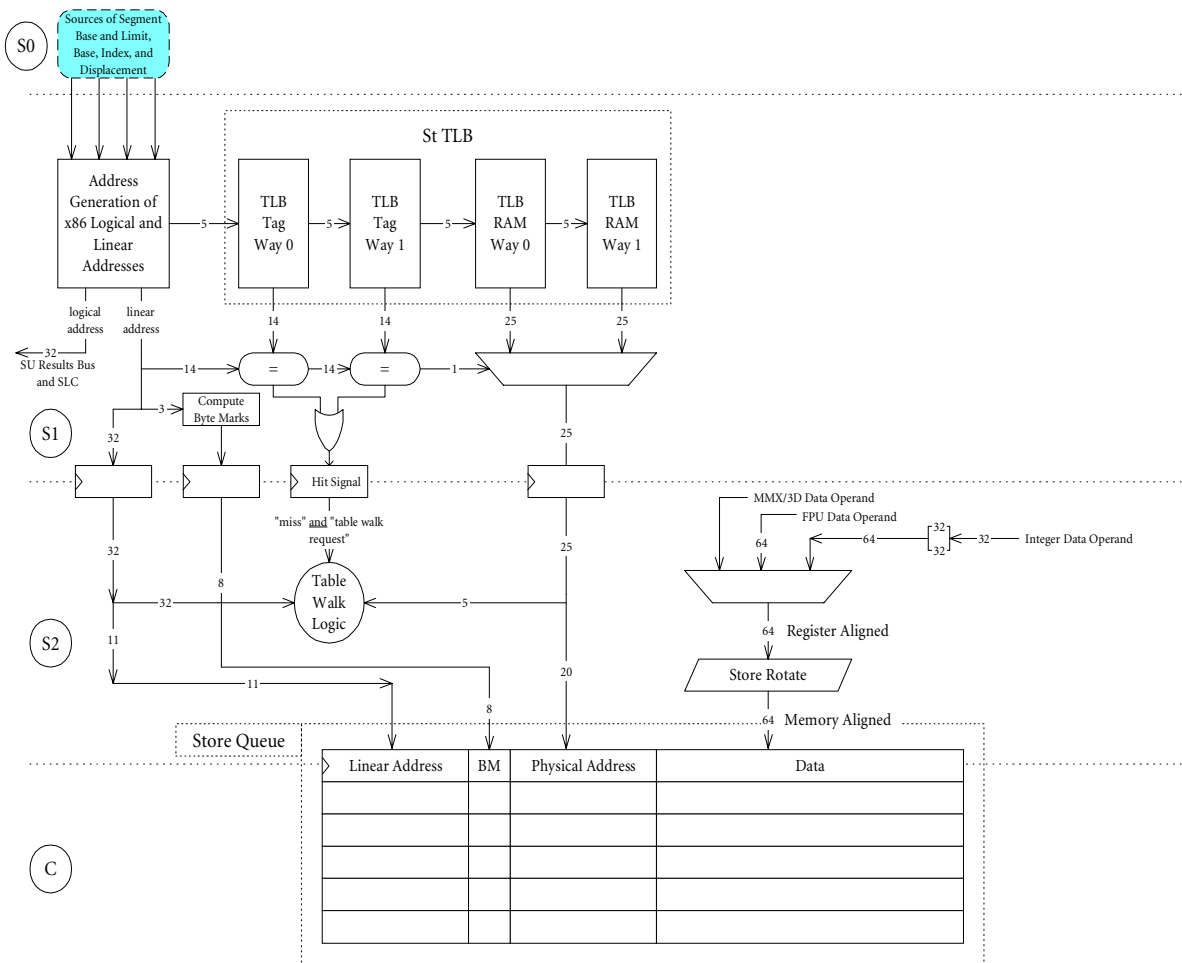 S0
Sources of Segment
Base and Limit,
Base, Index, and
Displacement
St TLB
Address
Generation of
x86 Logical and
Linear
Addresses
5
TLB
Tag
Way 0
5
TLB
Tag
Way 1
5
TLB
RAM
Way 0
5
TLB
RAM
Way 1
logical
address
linear
address
14
14
25
25
32
SU Results Bus
and SLC
14
=
14
=
1
3
Compute
Byte Marks
S1
32
25
Hit Signal
"miss" and "table walk
request"
MMX/3D Data Operand
FPU Data Operand
64
64
32
32
32
Integer Data Operand
32
25
8
Table
Walk
Logic
32
5
S2
11
64
Register Aligned
20
Store Rotate
11
8
64
Memory Aligned
Store Queue
Linear Address
BM
Physical Address
Data
C